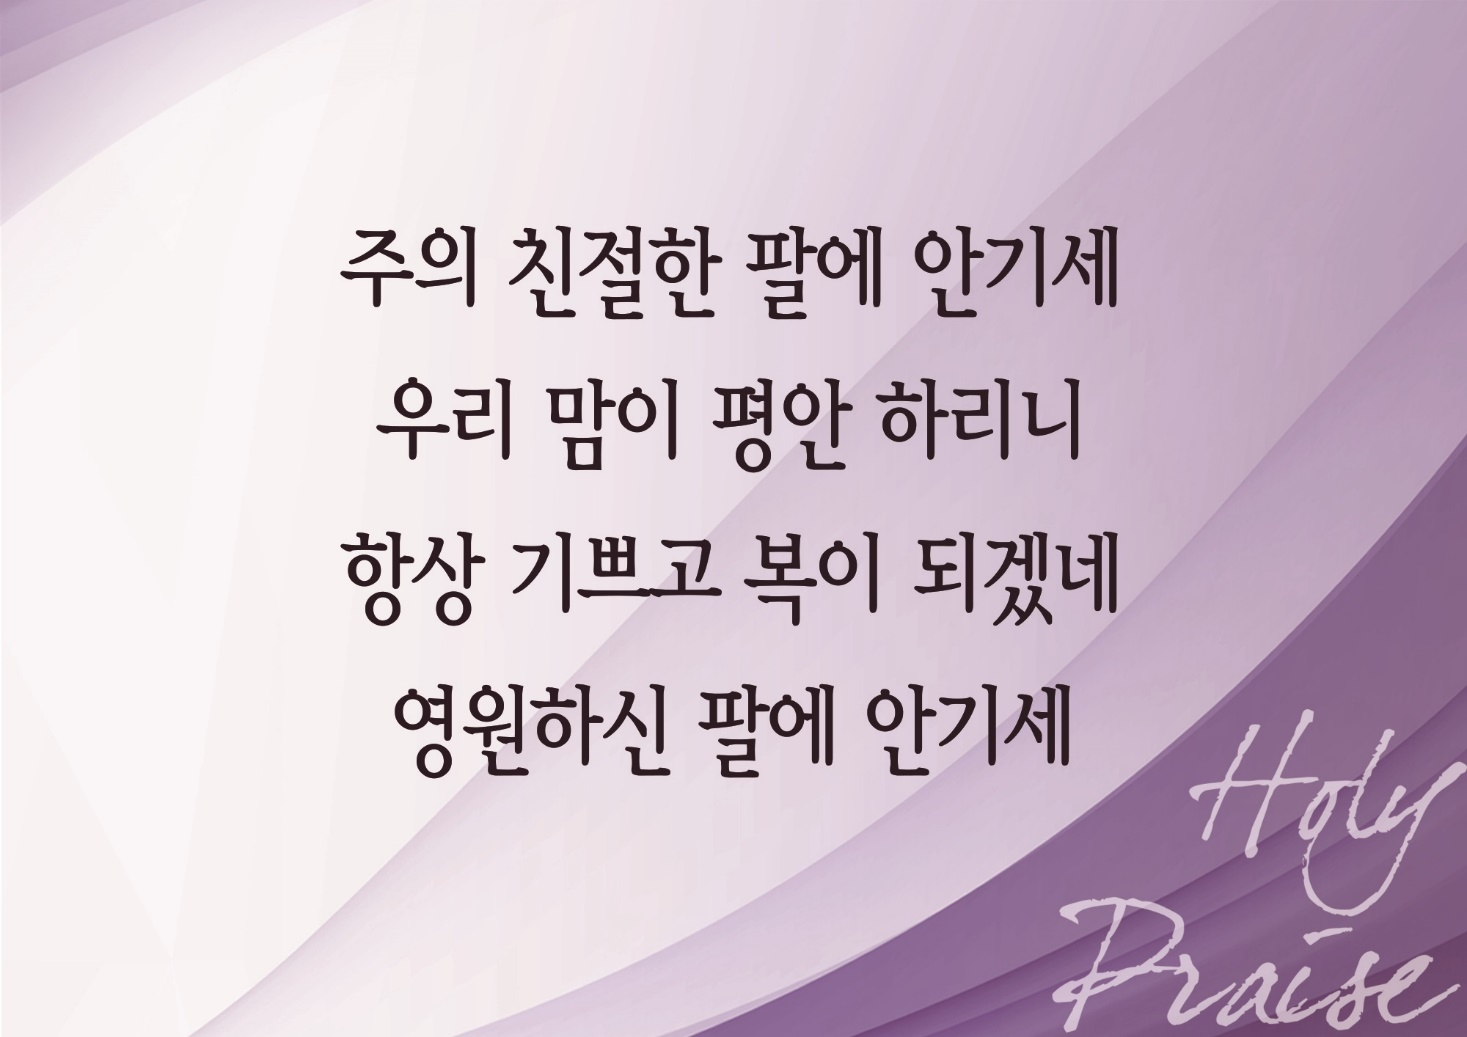 주의 친절한 팔에 안기세
우리 맘이 평안 하리니
항상 기쁘고 복이 되겠네
영원하신 팔에 안기세
Holy
Praise